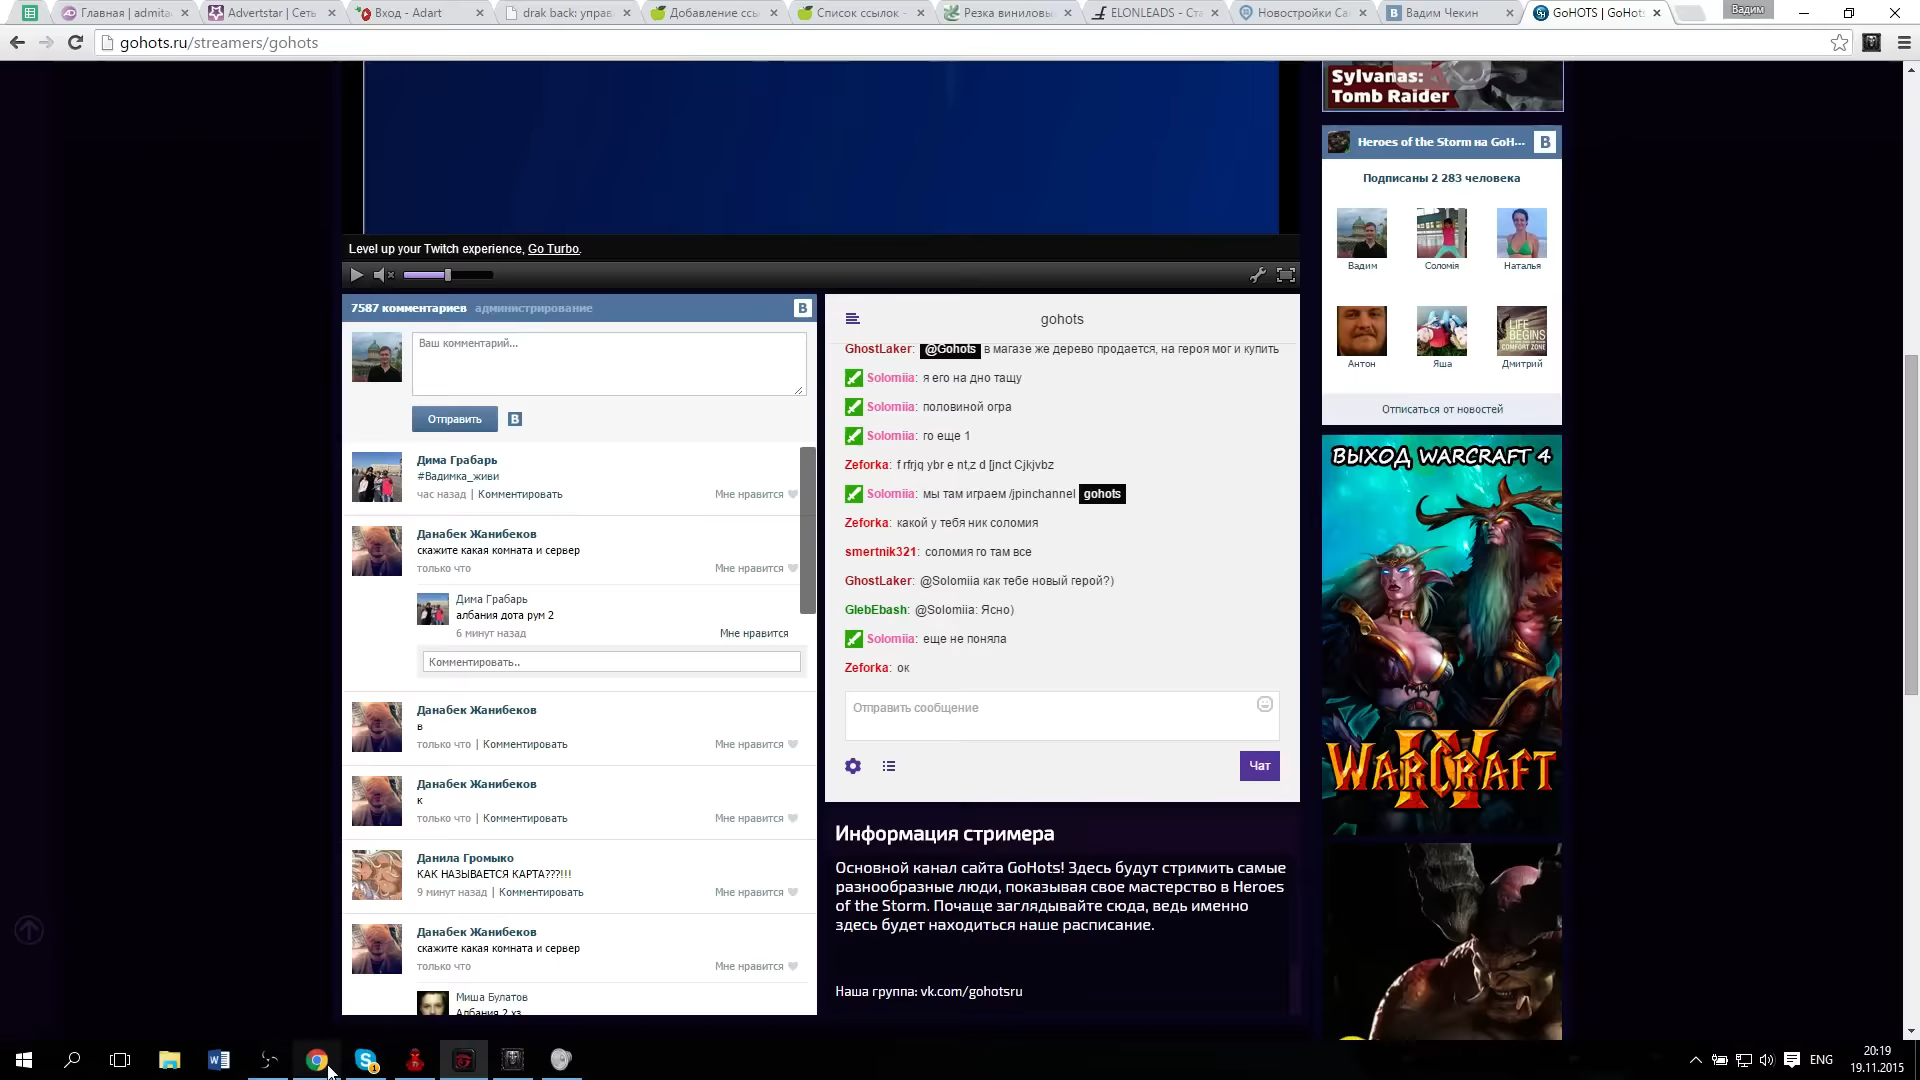 Главная | admita
Advertstar | Сеть
Вход - Adart
drak back: управ
Добавление ссы
Список ссылок -
Резка виниловы
ELONLEADS - Ста
Новостройки Са
Вадим Чекин
GoHOTS | GoHots
Вадим
gohots.ru/streamers/gohots
Sylvanas:
Tomb Raider
Heroes of the Storm на GoH...
B
Подписаны 2 283 человека
Вадим
Соломія
Наталья
Антон
LIFE
BEGINS
COMFORT ZONE
Яша
Дмитрий
Отписаться от новостей
ВЫХОД WARCRAFT 4
WARCRAFT
IV
Level up your Twitch experience, Go Turbo.
7587 комментариев администрирование
B
Ваш комментарий...
Отправить
B
Дима Грабарь
#Вадимка_живи
час назад | Комментировать
Мне нравится
Данабек Жанибеков
скажите какая комната и сервер
только что
Мне нравится
Дима Грабарь
албания дота рум 2
6 минут назад
Мне нравится
Комментировать..
Данабек Жанибеков
в
только что | Комментировать
Мне нравится
Данабек Жанибеков
к
только что | Комментировать
Мне нравится
Данила Громыко
КАК НАЗЫВАЕТСЯ КАРТА???!!!
9 минут назад | Комментировать
Мне нравится
Данабек Жанибеков
скажите какая комната и сервер
только что
Мне нравится
Миша Булатов
Албания 2 хз
gohots
GhostLaker: @Gohots в магазе же дерево продается, на героя мог и купить
Solomiia: я его на дно тащу
Solomiia: половиной огра
Solomiia: го еще 1
Zeforka: f rfrjq ybr e nt,z d [jnct Cjkjvbz
Solomiia: мы там играем /jpinchannel gohots
Zeforka: какой у тебя ник соломия
smertnik321: соломия го там все
GhostLaker: @Solomiia как тебе новый герой?)
GlebEbash: @Solomiia: Ясно)
Solomiia: еще не поняла
Zeforka: ок
Отправить сообщение
Чат
Информация стримера
Основной канал сайта GoHots! Здесь будут стримить самые
разнообразные люди, показывая свое мастерство в Heroes
of the Storm. Почаще заглядывайте сюда, ведь именно
здесь будет находиться наше расписание.
Наша группа: vk.com/gohotsru
ENG
20:19
19.11.2015